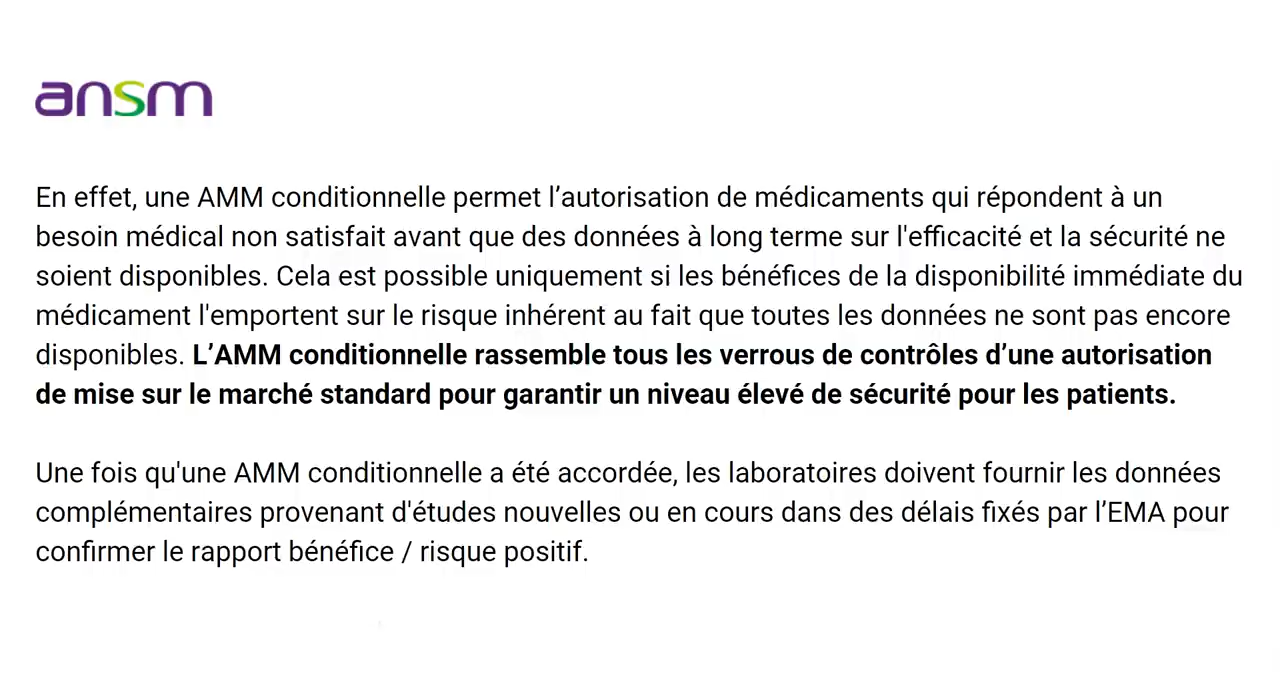 ansm
En effet, une AMM conditionnelle permet l’autorisation de médicaments qui répondent à un
besoin médical non satisfait avant que des données à long terme sur l'efficacité et la sécurité ne
soient disponibles. Cela est possible uniquement si les bénéfices de la disponibilité immédiate du
médicament l'emportent sur le risque inhérent au fait que toutes les données ne sont pas encore
disponibles. L’AMM conditionnelle rassemble tous les verrous de contrôles d’une autorisation
de mise sur le marché standard pour garantir un niveau élevé de sécurité pour les patients.
Une fois qu'une AMM conditionnelle a été accordée, les laboratoires doivent fournir les données
complémentaires provenant d'études nouvelles ou en cours dans des délais fixés par l’EMA pour
confirmer le rapport bénéfice / risque positif.